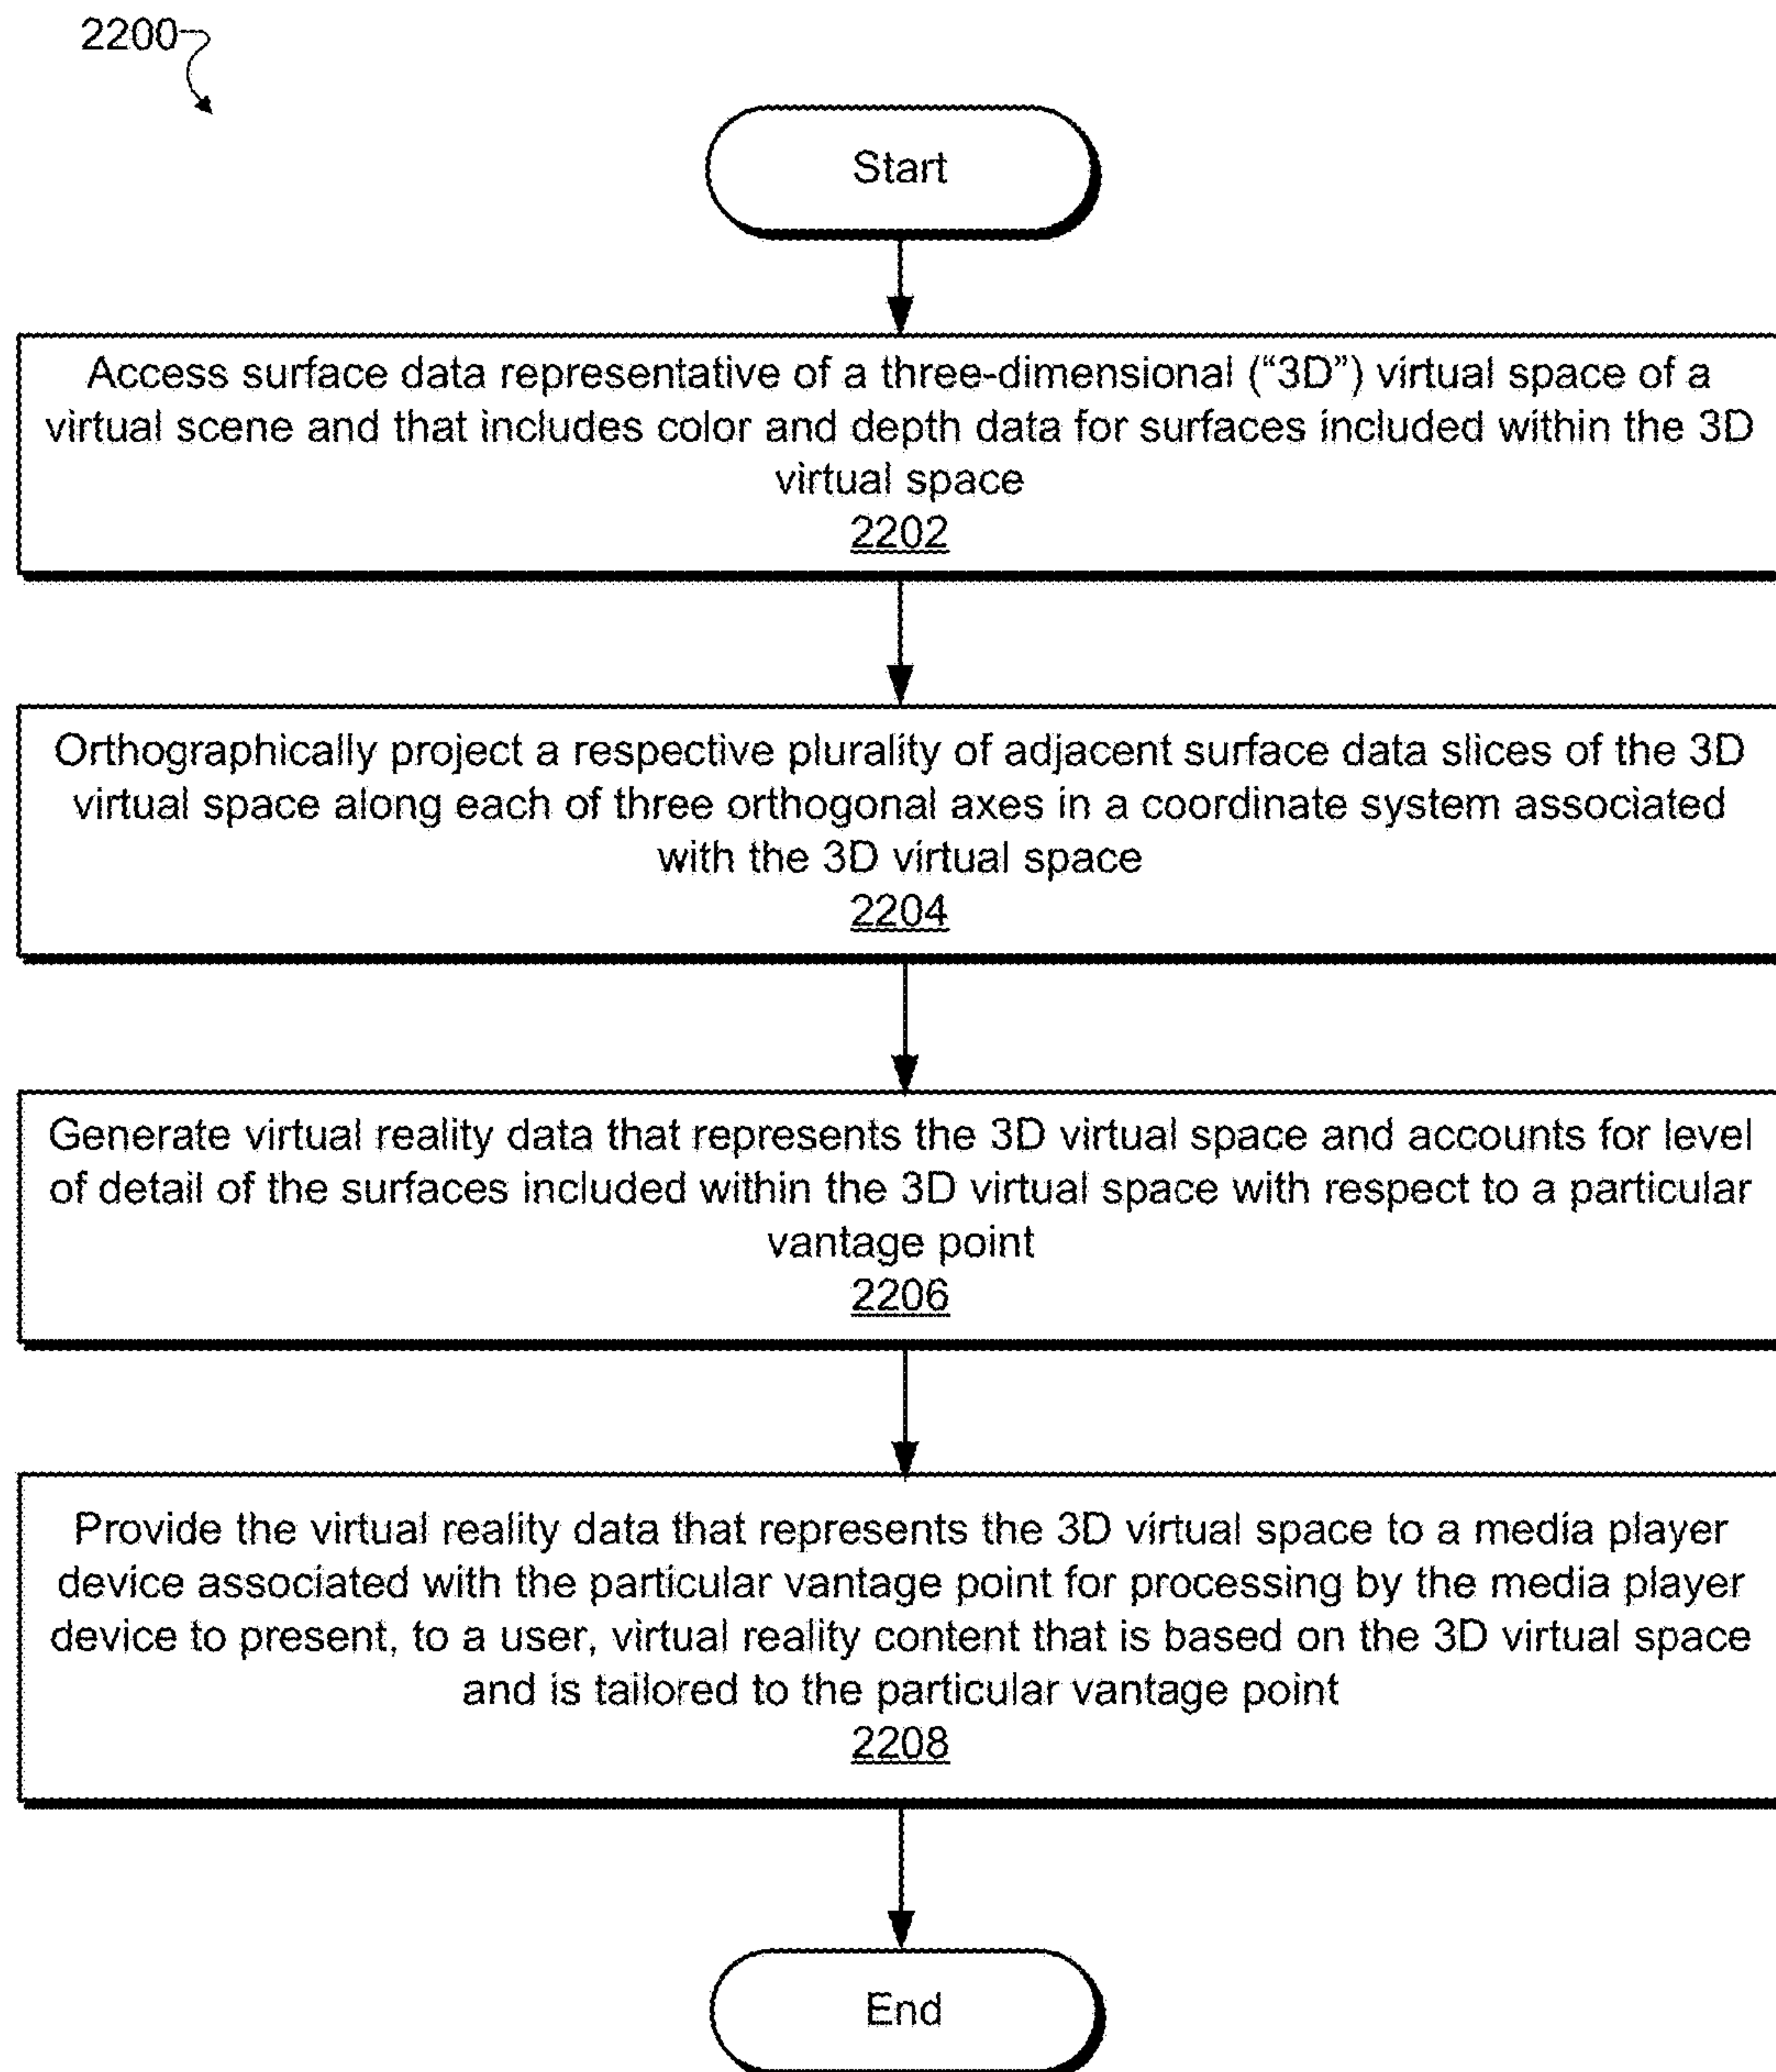 2200
Start
Access surface data representative of a three-dimensional (“3D”) virtual space of a
virtual scene and that includes color and depth data for surfaces included within the 3D
virtual space
2202
Orthographically project a respective plurality of adjacent surface data slices of the 3D
virtual space along each of three orthogonal axes in a coordinate system associated
with the 3D virtual space
2204
Generate virtual reality data that represents the 3D virtual space and accounts for level
of detail of the surfaces included within the 3D virtual space with respect to a particular
vantage point
2206
Provide the virtual reality data that represents the 3D virtual space to a media player
device associated with the particular vantage point for processing by the media player
device to present, to a user, virtual reality content that is based on the 3D virtual space
and is tailored to the particular vantage point
2208
End